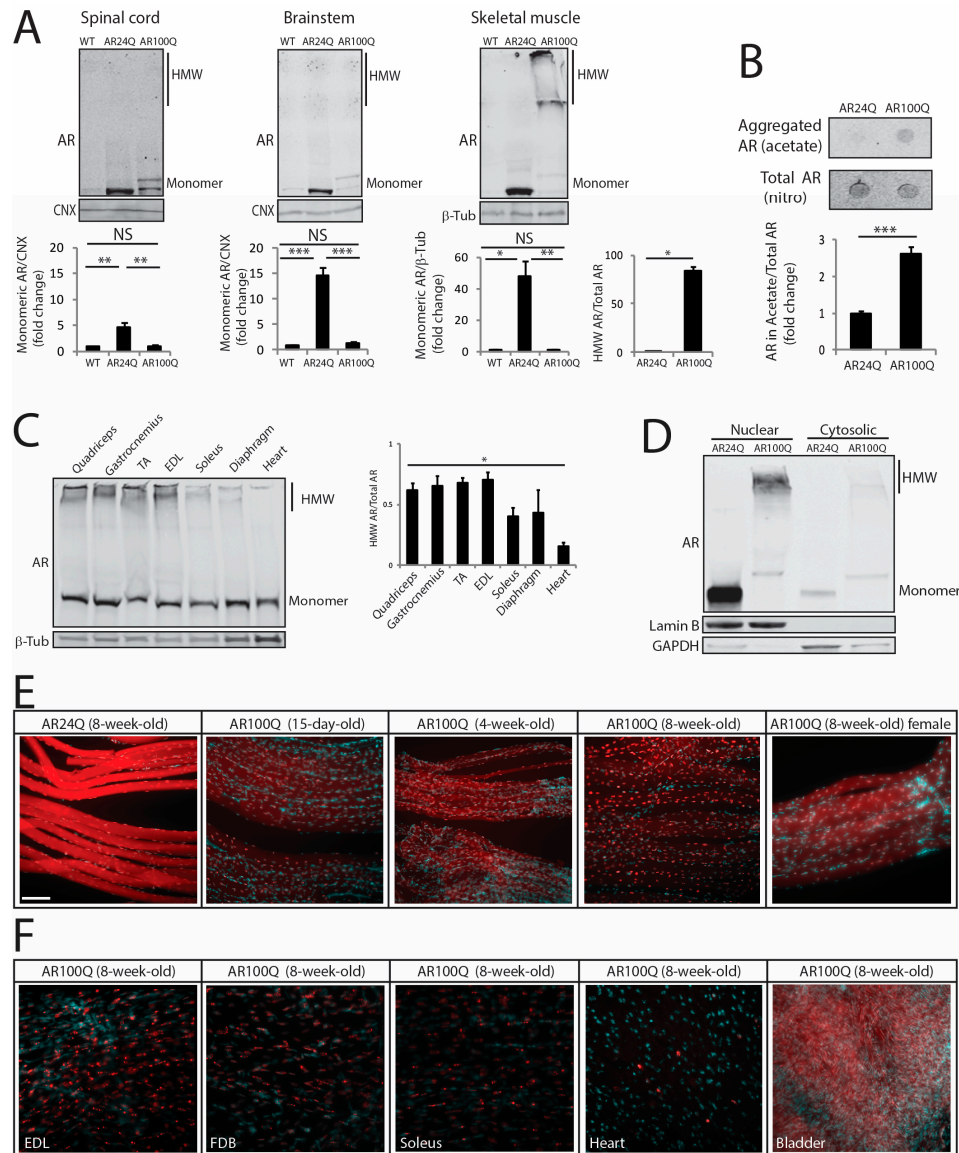 A
Spinal cord
WT AR24Q AR100Q
HMW
AR
Monomer
CNX
Monomeric AR/CNX
(fold change)
20
15
10
5
0
NS
** **
WT AR24Q AR100Q
Brainstem
WT AR24Q AR100Q
HMW
AR
Monomer
CNX
Monomeric AR/CNX
(fold change)
20
15
10
5
0
NS
*** ***
WT AR24Q AR100Q
Skeletal muscle
WT AR24Q AR100Q
HMW
AR
Monomer
β-Tub
Monomeric AR/β-Tub
(fold change)
60
40
20
0
NS
* **
WT AR24Q AR100Q
HMW AR/Total AR
100
50
0
*
AR24Q AR100Q
B
AR24Q AR100Q
Aggregated
AR (acetate)
Total AR
(nitro)
AR in Acetate/Total AR
(fold change)
3
2
1
0
***
AR24Q AR100Q
C
Quadriceps
Gastrocnemius
TA
EDL
Soleus
Diaphragm
Heart
HMW
AR
Monomer
β-Tub
HMW AR/Total AR
1
0.5
0
*
Quadriceps
Gastrocnemius
TA
EDL
Soleus
Diaphragm
Heart
D
Nuclear Cytosolic
AR24Q AR100Q AR24Q AR100Q
HMW
AR
Monomer
Lamin B
GAPDH
E
AR24Q (8-week-old) AR100Q (15-day-old) AR100Q (4-week-old) AR100Q (8-week-old) AR100Q (8-week-old) female
F
AR100Q (8-week-old) AR100Q (8-week-old) AR100Q (8-week-old) AR100Q (8-week-old) AR100Q (8-week-old)
EDL FDB Soleus Heart Bladder